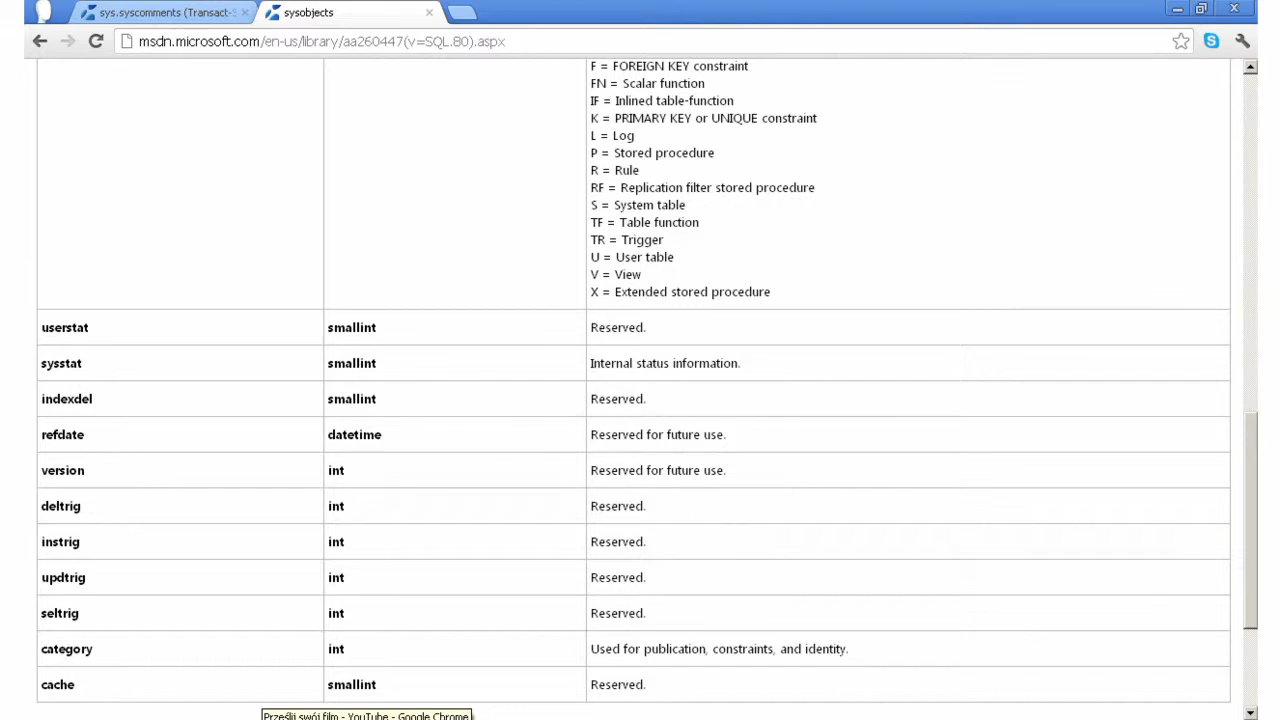 sys.syscomments (Transact-S
sysobjects
msdn.microsoft.com/en-us/library/aa260447(v=SQL.80).aspx
F = FOREIGN KEY constraint
FN = Scalar function
IF = Inlined table-function
K = PRIMARY KEY or UNIQUE constraint
L = Log
P = Stored procedure
R = Rule
RF = Replication filter stored procedure
S = System table
TF = Table function
TR = Trigger
U = User table
V = View
X = Extended stored procedure
userstat smallint Reserved.
sysstat smallint Internal status information.
indexdel smallint Reserved.
refdate datetime Reserved for future use.
version int Reserved for future use.
deltrig int Reserved.
instrig int Reserved.
updtrig int Reserved.
seltrig int Reserved.
category int Used for publication, constraints, and identity.
cache smallint Reserved.
Prześlij swój film - YouTube - Google Chrome